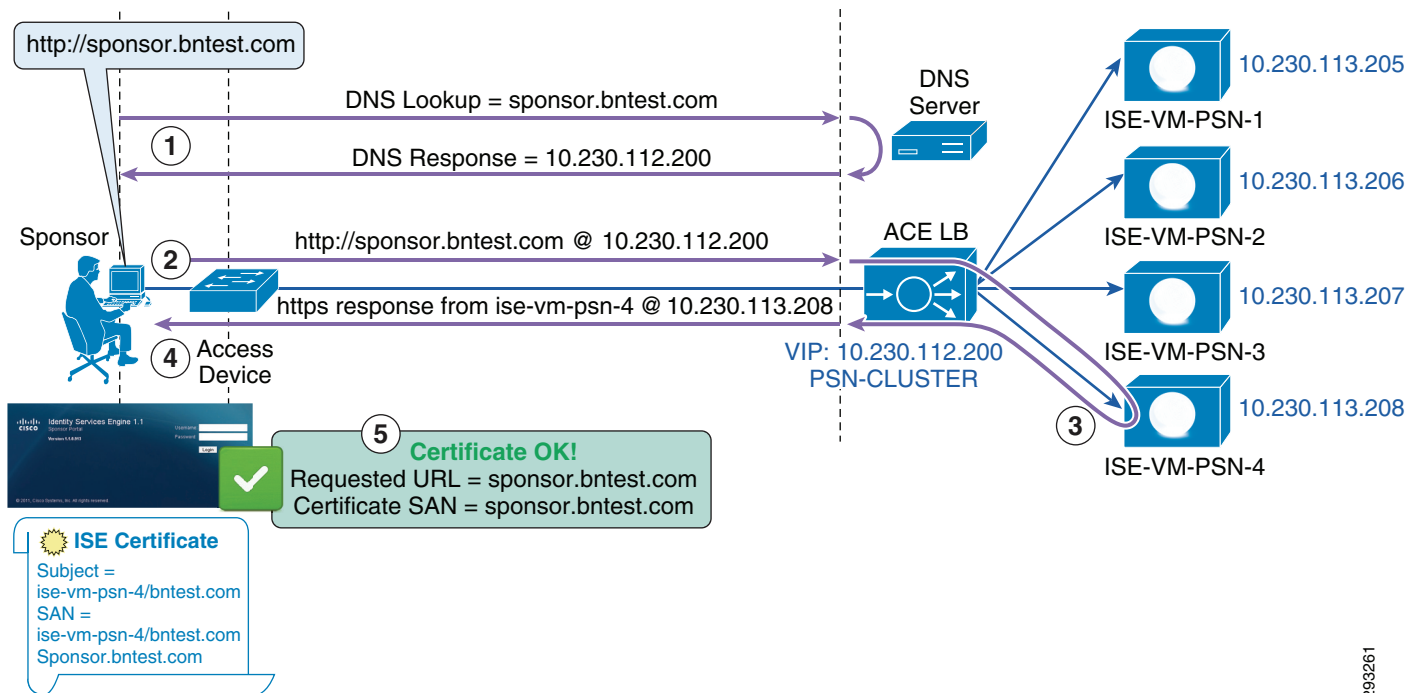 http://sponsor.bntest.com
DNS Lookup = sponsor.bntest.com
1
DNS Response = 10.230.112.200
DNS
Server
10.230.113.205
ISE-VM-PSN-1
10.230.113.206
ISE-VM-PSN-2
10.230.113.207
ISE-VM-PSN-3
10.230.113.208
ISE-VM-PSN-4
Sponsor
2
http://sponsor.bntest.com @ 10.230.112.200
ACE LB
https response from ise-vm-psn-4 @ 10.230.113.208
VIP: 10.230.112.200
PSN-CLUSTER
3
4
Access
Device
CISCO
Identity Services Engine 1.1
Sponsor Portal
Username
Password
Login
5
Certificate OK!
Requested URL = sponsor.bntest.com
Certificate SAN = sponsor.bntest.com
ISE Certificate
Subject =
ise-vm-psn-4/bntest.com
SAN =
ise-vm-psn-4/bntest.com
Sponsor.bntest.com
293261